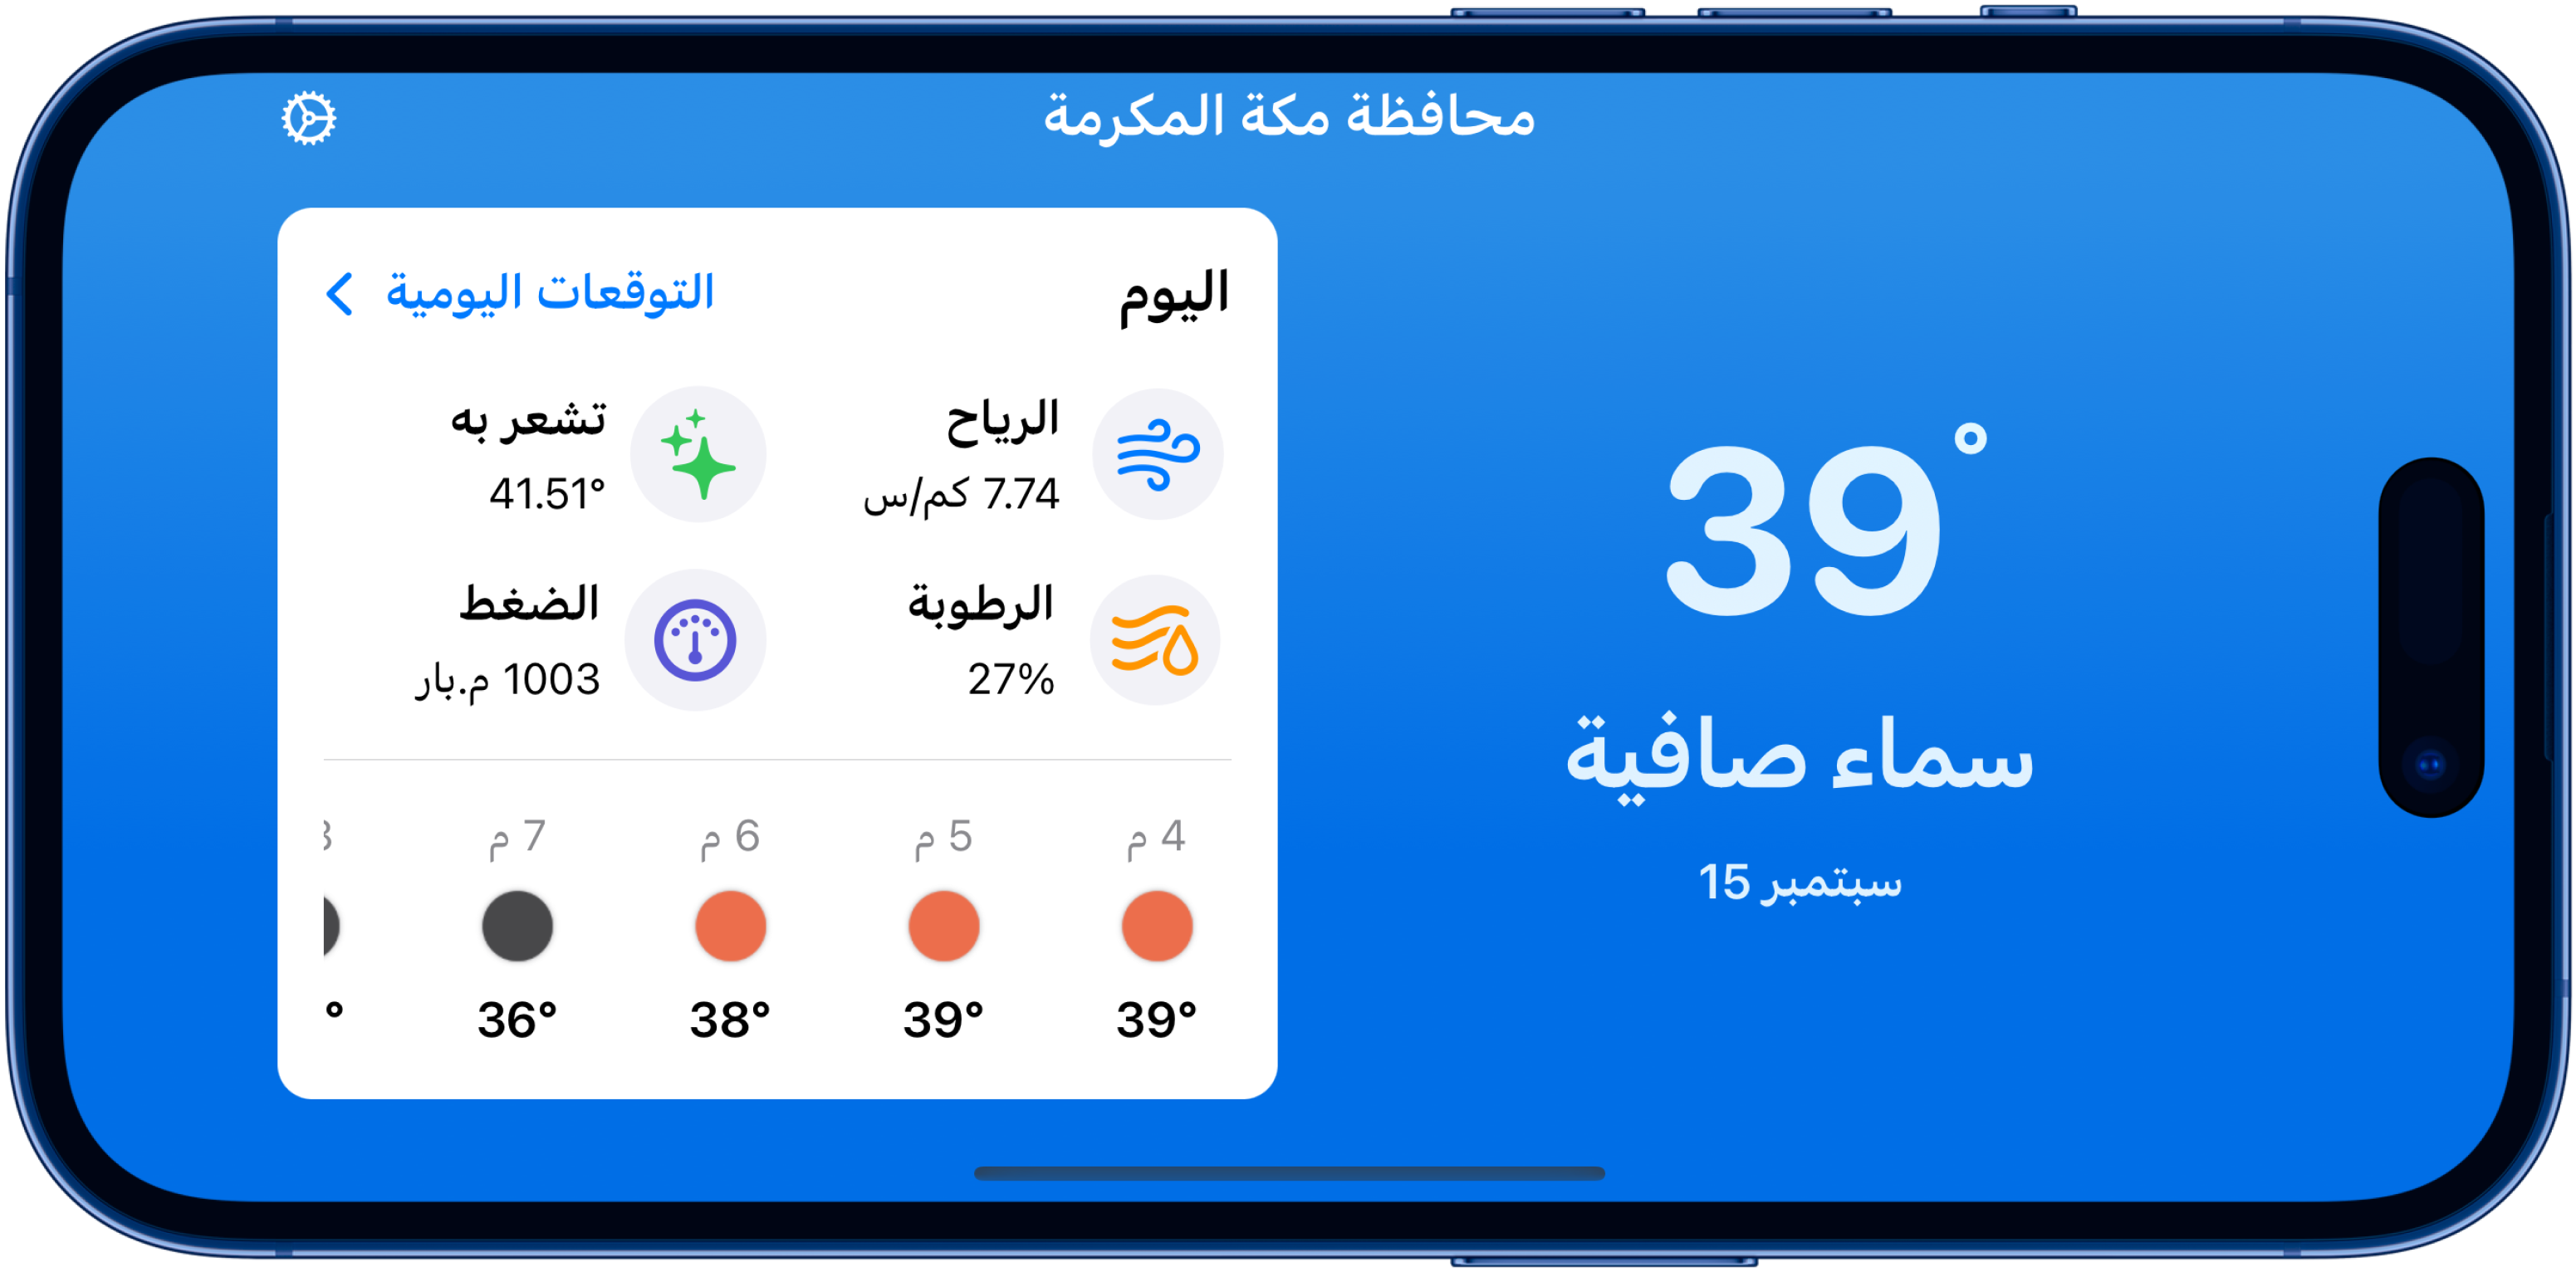 محافظة مكة المكرمة
39°
سماء صافية
سبتمبر 15
اليوم
التوقعات اليومية
الرياح
7.74 كم/س
تشعر به
41.51°
الرطوبة
27%
الضغط
1003 م.بار
4 م 5 م 6 م 7 م
39° 39° 38° 36° °